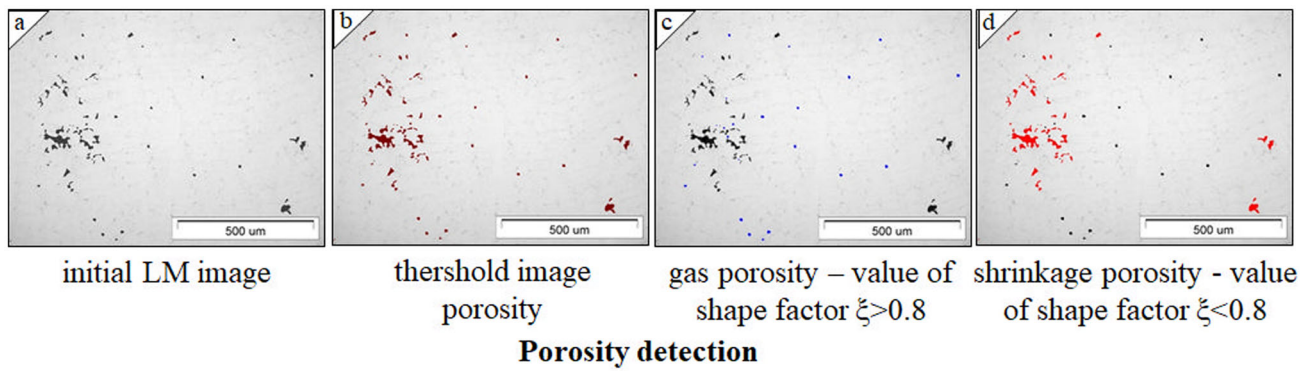 a
b
c
d
500 um
500 um
500 um
500 um
initial LM image
thershold image
porosity
gas porosity – value of
shape factor ξ>0.8
shrinkage porosity - value
of shape factor ξ<0.8
Porosity detection